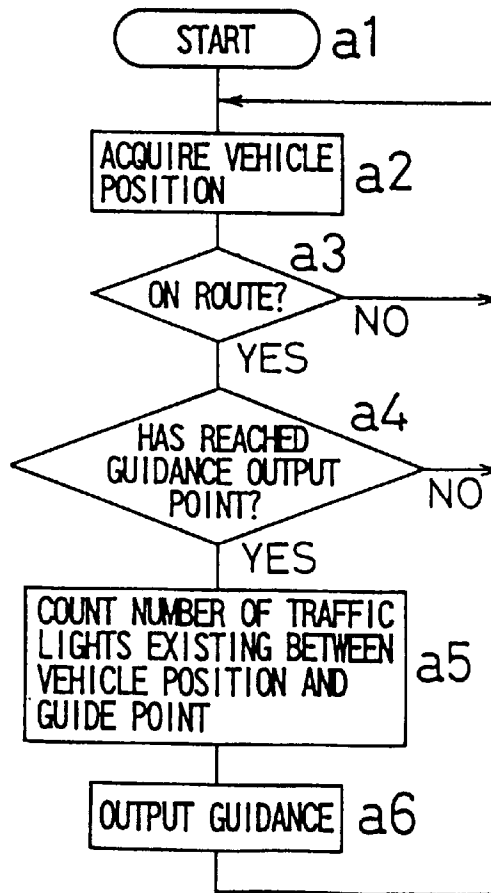 START a1
ACQUIRE VEHICLE
POSITION
a2
a3
ON ROUTE?
NO
YES
a4
HAS REACHED
GUIDANCE OUTPUT
POINT?
NO
YES
COUNT NUMBER OF TRAFFIC
LIGHTS EXISTING BETWEEN
VEHICLE POSITION AND
GUIDE POINT
a5
OUTPUT GUIDANCE a6